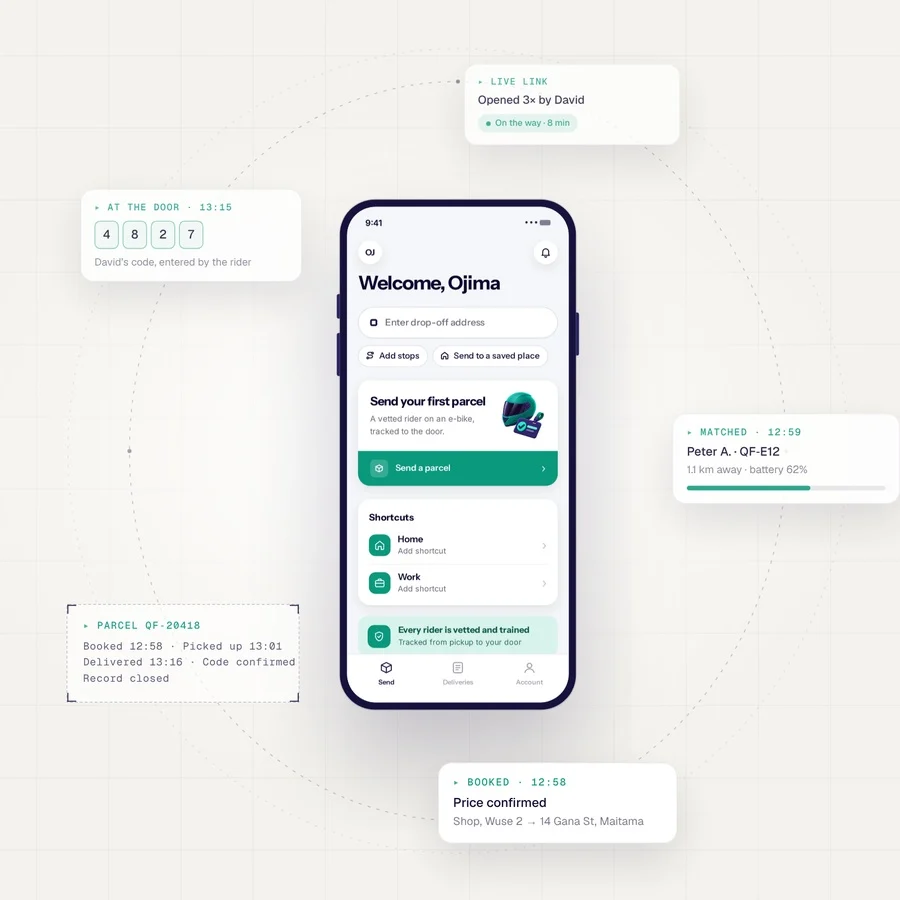 ▸ LIVE LINK
Opened 3× by David
On the way · 8 min
▸ AT THE DOOR · 13:15
4 8 2 7
David's code, entered by the rider
9:41
OJ
Welcome, Ojima
Enter drop-off address
Add stops
Send to a saved place
Send your first parcel
A vetted rider on an e-bike,
tracked to the door.
Send a parcel
Shortcuts
Home
Add shortcut
Work
Add shortcut
Every rider is vetted and trained
Tracked from pickup to your door
Send
Deliveries
Account
▸ MATCHED · 12:59
Peter A. · QF-E12
1.1 km away · battery 62%
▸ PARCEL QF-20418
Booked 12:58 · Picked up 13:01
Delivered 13:16 · Code confirmed
Record closed
▸ BOOKED · 12:58
Price confirmed
Shop, Wuse 2 → 14 Gana St, Maitama